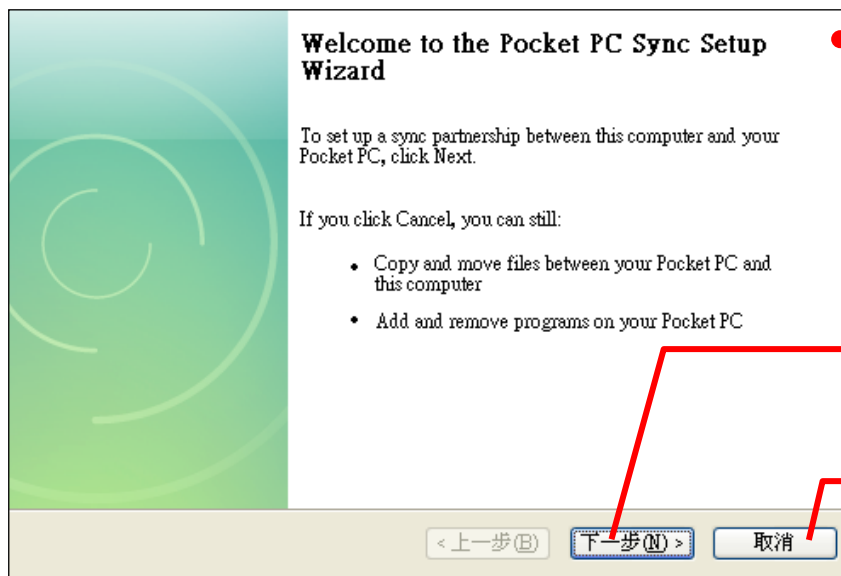 Welcome to the Pocket PC Sync Setup
Wizard
To set up a sync partnership between this computer and your
Pocket PC, click Next.
If you click Cancel, you can still:
• Copy and move files between your Pocket PC and
this computer
• Add and remove programs on your Pocket PC
<上一步(B) 下一步(N)> 取消